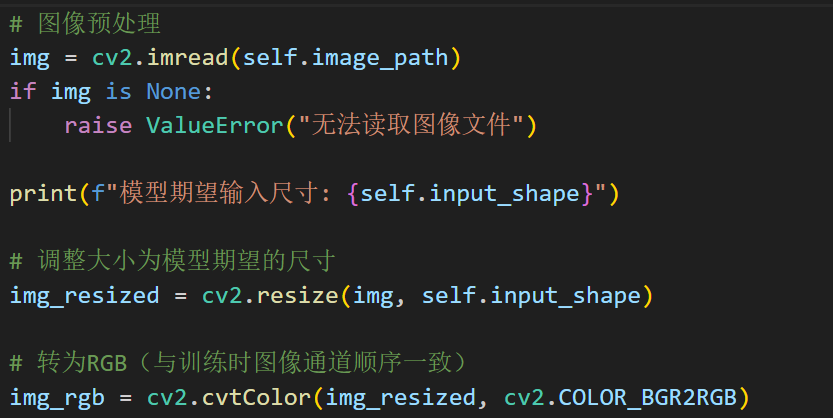 # 图像预处理
img = cv2.imread(self.image_path)
if img is None:
    raise ValueError("无法读取图像文件")
print(f"模型期望输入尺寸: {self.input_shape}")
# 调整大小为模型期望的尺寸
img_resized = cv2.resize(img, self.input_shape)
# 转为RGB（与训练时图像通道顺序一致）
img_rgb = cv2.cvtColor(img_resized, cv2.COLOR_BGR2RGB)